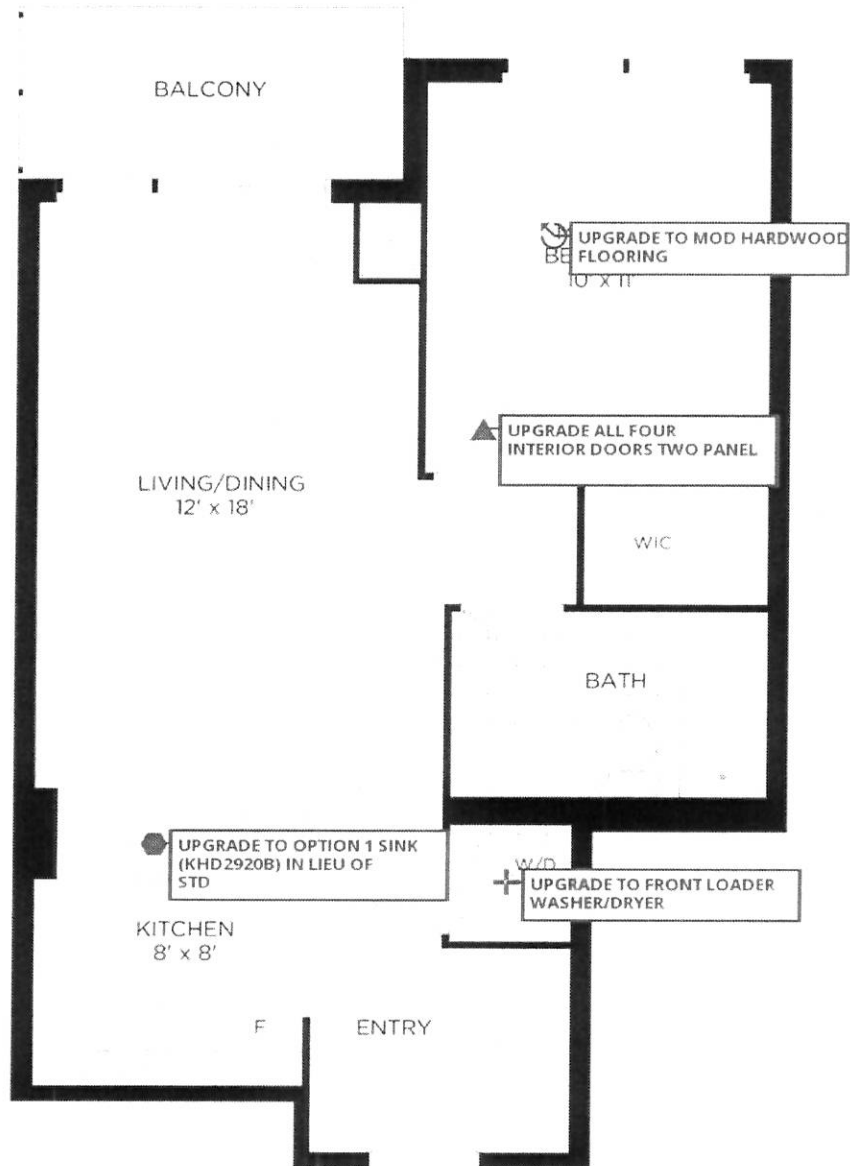 BALCONY
UPGRADE TO MOD HARDWOOD
FLOORING
10' x 11'
UPGRADE ALL FOUR
INTERIOR DOORS TWO PANEL
LIVING/DINING
12' x 18'
WIC
BATH
UPGRADE TO OPTION 1 SINK
(KHD2920B) IN LIEU OF
STD
W/D
UPGRADE TO FRONT LOADER
WASHER/DRYER
KITCHEN
8' x 8'
F
ENTRY